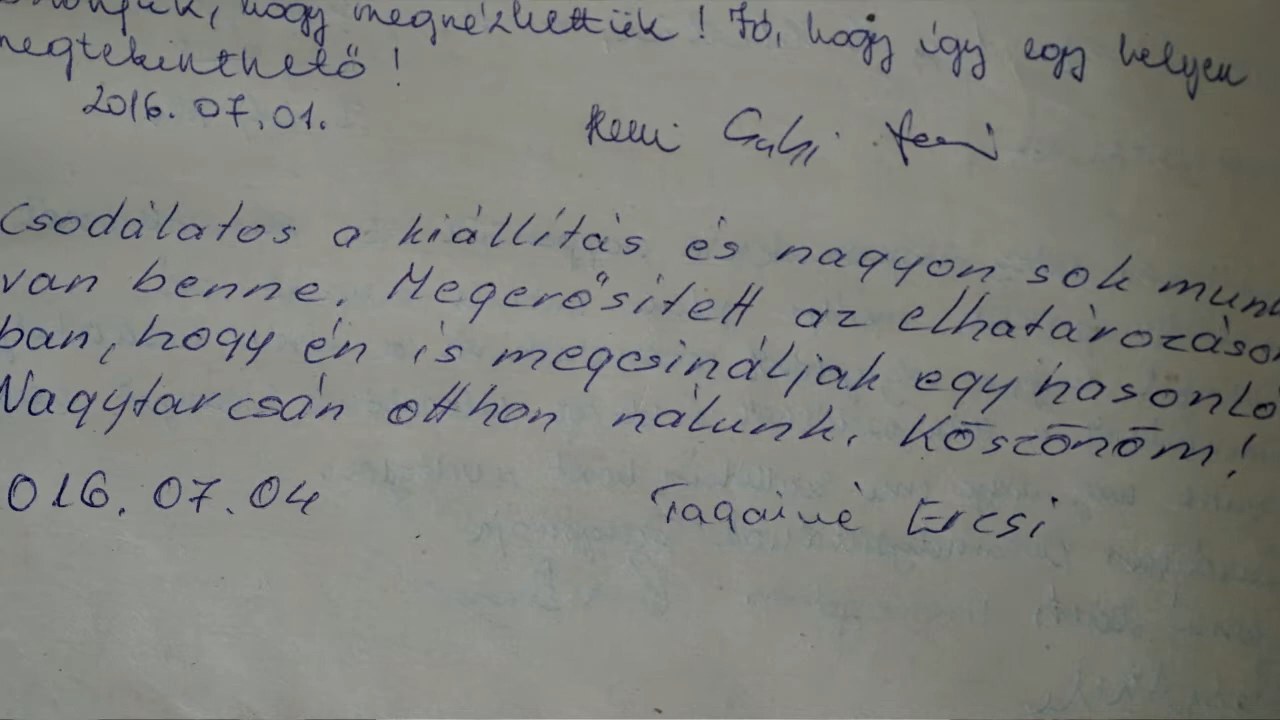 hogy megnézhettük! Jó, hogy így egy helyen
megtekinthető!
2016. 07.01.
Csodálatos a kiállítás és nagyon sok mun
van benne. Megerősített az elhatározáso
ban, hogy én is megcsináljak egy hasonló
Nagytarcsán otthon nálunk. Köszönöm!
016. 07.04
Ercsi